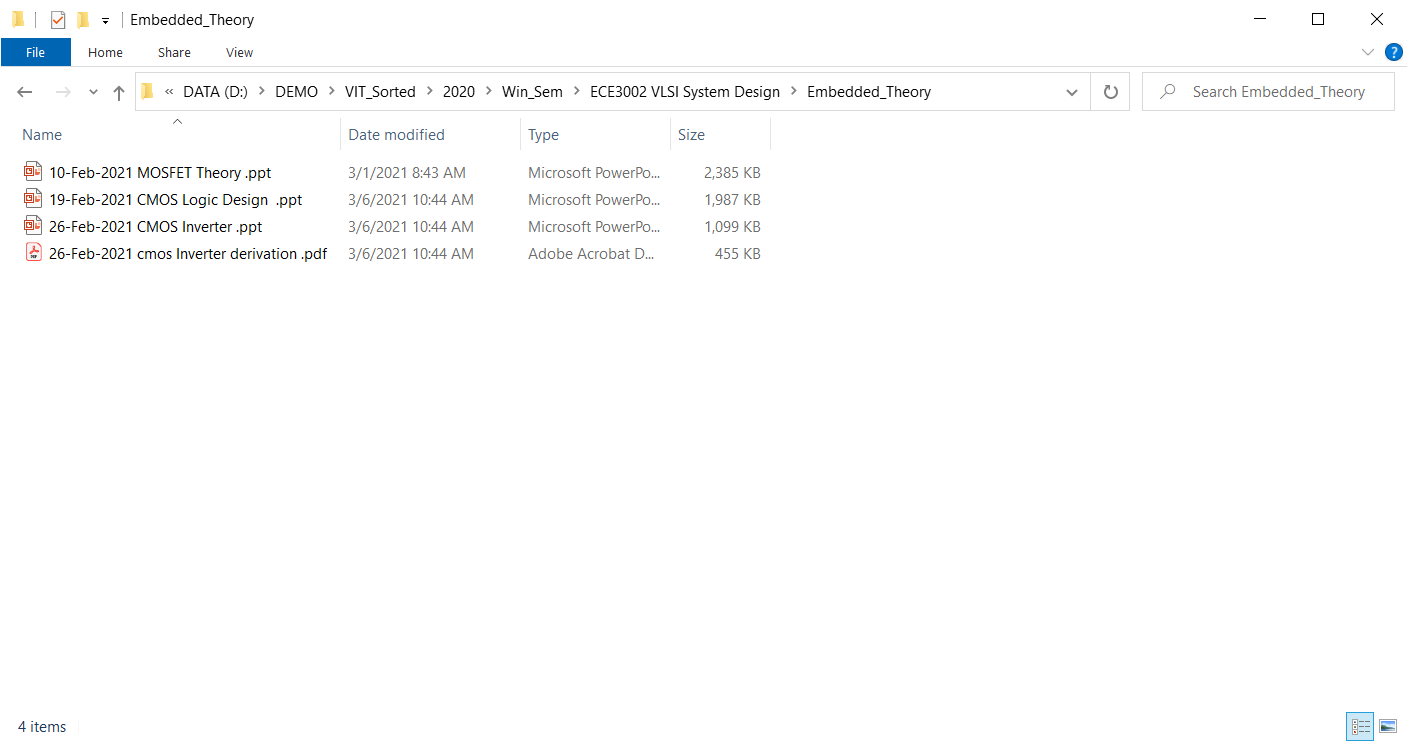 Embedded_Theory
File Home Share View
« DATA (D:) > DEMO > VIT_Sorted > 2020 > Win_Sem > ECE3002 VLSI System Design > Embedded_Theory Search Embedded_Theory
Name Date modified Type Size
10-Feb-2021 MOSFET Theory .ppt 3/1/2021 8:43 AM Microsoft PowerPo... 2,385 KB
19-Feb-2021 CMOS Logic Design  .ppt 3/6/2021 10:44 AM Microsoft PowerPo... 1,987 KB
26-Feb-2021 CMOS Inverter .ppt 3/6/2021 10:44 AM Microsoft PowerPo... 1,099 KB
26-Feb-2021 cmos Inverter derivation .pdf 3/6/2021 10:44 AM Adobe Acrobat D... 455 KB
4 items